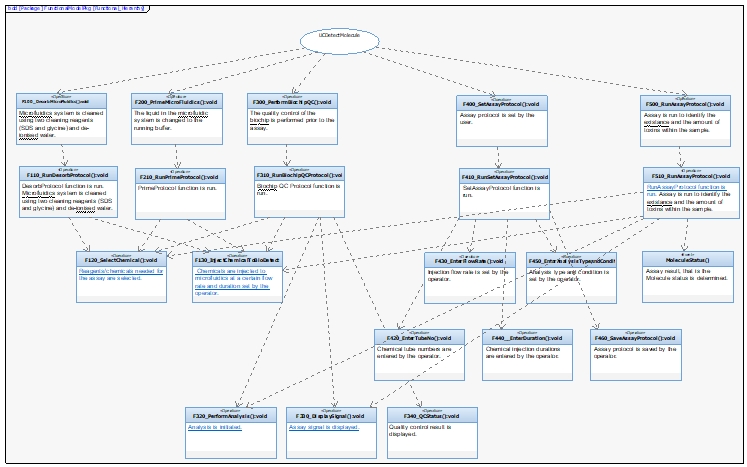 bdd [Package] FunctionalModelPkg [Functional_Hierarchy]
UCDetectMolecule
«Operation»
F100_DesorbMicrofluidics():void
Microfluidics system is cleaned
using two cleaning reagents
(SDS and glycine) and de-
ionised water.
«Operation»
F200_PrimeMicroFluidics():void
The liquid in the microfluidic
system is changed to the
running buffer.
«Operation»
F300_PerformBiochipQC():void
The quality control of the
biochip is performed prior to the
assay.
«Operation»
F400_SetAssayProtocol():void
Assay protocol is set by the
user.
«Operation»
F500_RunAssayProtocol():void
Assay is run to identify the
existance and the amount of
toxins within the sample.
«Operation»
F110_RunDesorbProtocol():void
DesorbProtocol function is run.
Microfluidics system is cleaned
using two cleaning reagents (SDS
and glycine) and de-ionised water.
«Operation»
F210_RunPrimeProtocol():void
PrimeProtocol function is run.
«Operation»
F310_RunBiochipQCProtocol():voi
Biochip QC Protocol function is
run.
«Operation»
F410_RunSetAssayProtocol():void
SetAssayProtocol function is
run.
«Operation»
F510_RunAssayProtocol():void
RunAssayProtocol function is
run. Assay is run to identify the
existance and the amount of
toxins within the sample.
«Operation»
F120_SelectChemical():void
Reagents/chemicals needed for
the assay are selected.
«Operation»
F130_InjectChemicalToBioDetect
Chemicals are injected to
microfluidics at a certain flow
rate and duration set by the
operator.
«Operation»
F430_EnterFlowRate():void
Injection flow rate is set by the
operator.
«Operation»
F450_EnterAnalysisTypeandCondit
Analysis type and condition is
set by the operator.
MoleculeStatus()
Assay result, that is the
Molecule status is determined.
«Operation»
F420_EnterTubeNo():void
Chemical tube numbers are
entered by the operator.
«Operation»
F440__EnterDuration():void
Chemical injection durations
are entered by the operator.
«Operation»
F460_SaveAssayProtocol():void
Assay protocol is saved by the
operator.
«Operation»
F320_PerformAnalysis():void
Analysis is initiated.
«Operation»
F330_DisplaySignal():void
Assay signal is displayed.
«Operation»
F340_QCStatus():void
Quality control result is
displayed.